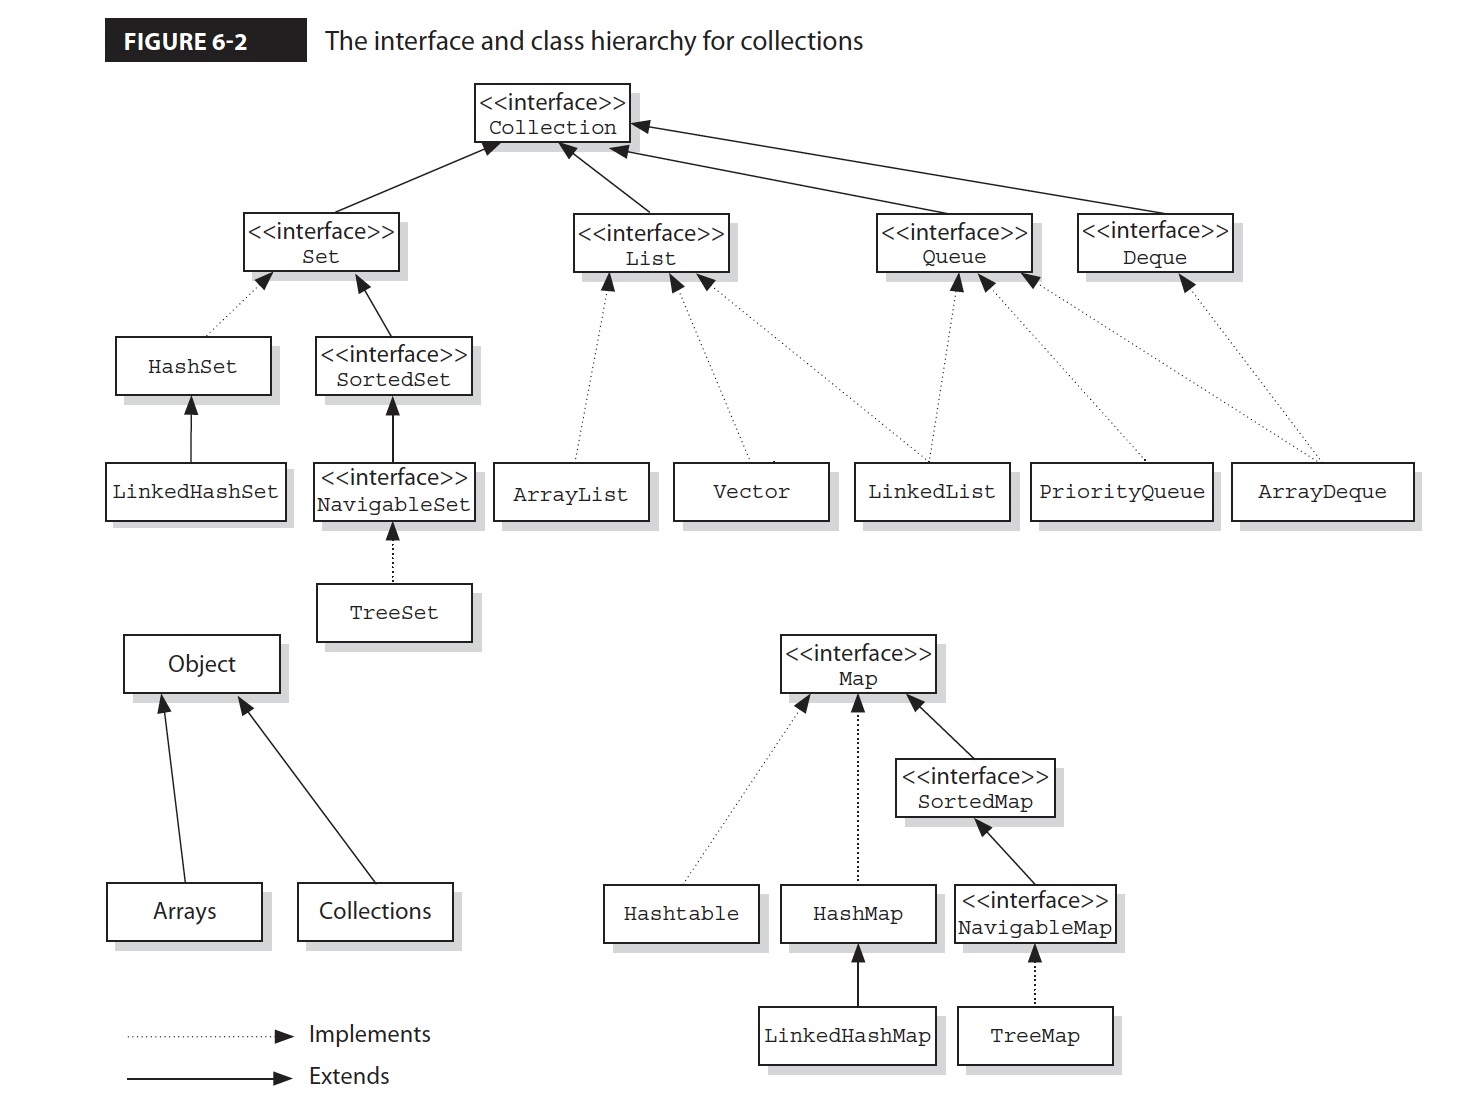 FIGURE 6-2
The interface and class hierarchy for collections
<<interface>>
Collection
<<interface>>
Set
<<interface>>
List
<<interface>>
Queue
<<interface>>
Deque
HashSet
<<interface>>
SortedSet
LinkedHashSet
<<interface>>
NavigableSet
ArrayList
Vector
LinkedList
PriorityQueue
ArrayDeque
TreeSet
Object
<<interface>>
Map
<<interface>>
SortedMap
Arrays
Collections
Hashtable
HashMap
<<interface>>
NavigableMap
LinkedHashMap
TreeMap
Implements
Extends